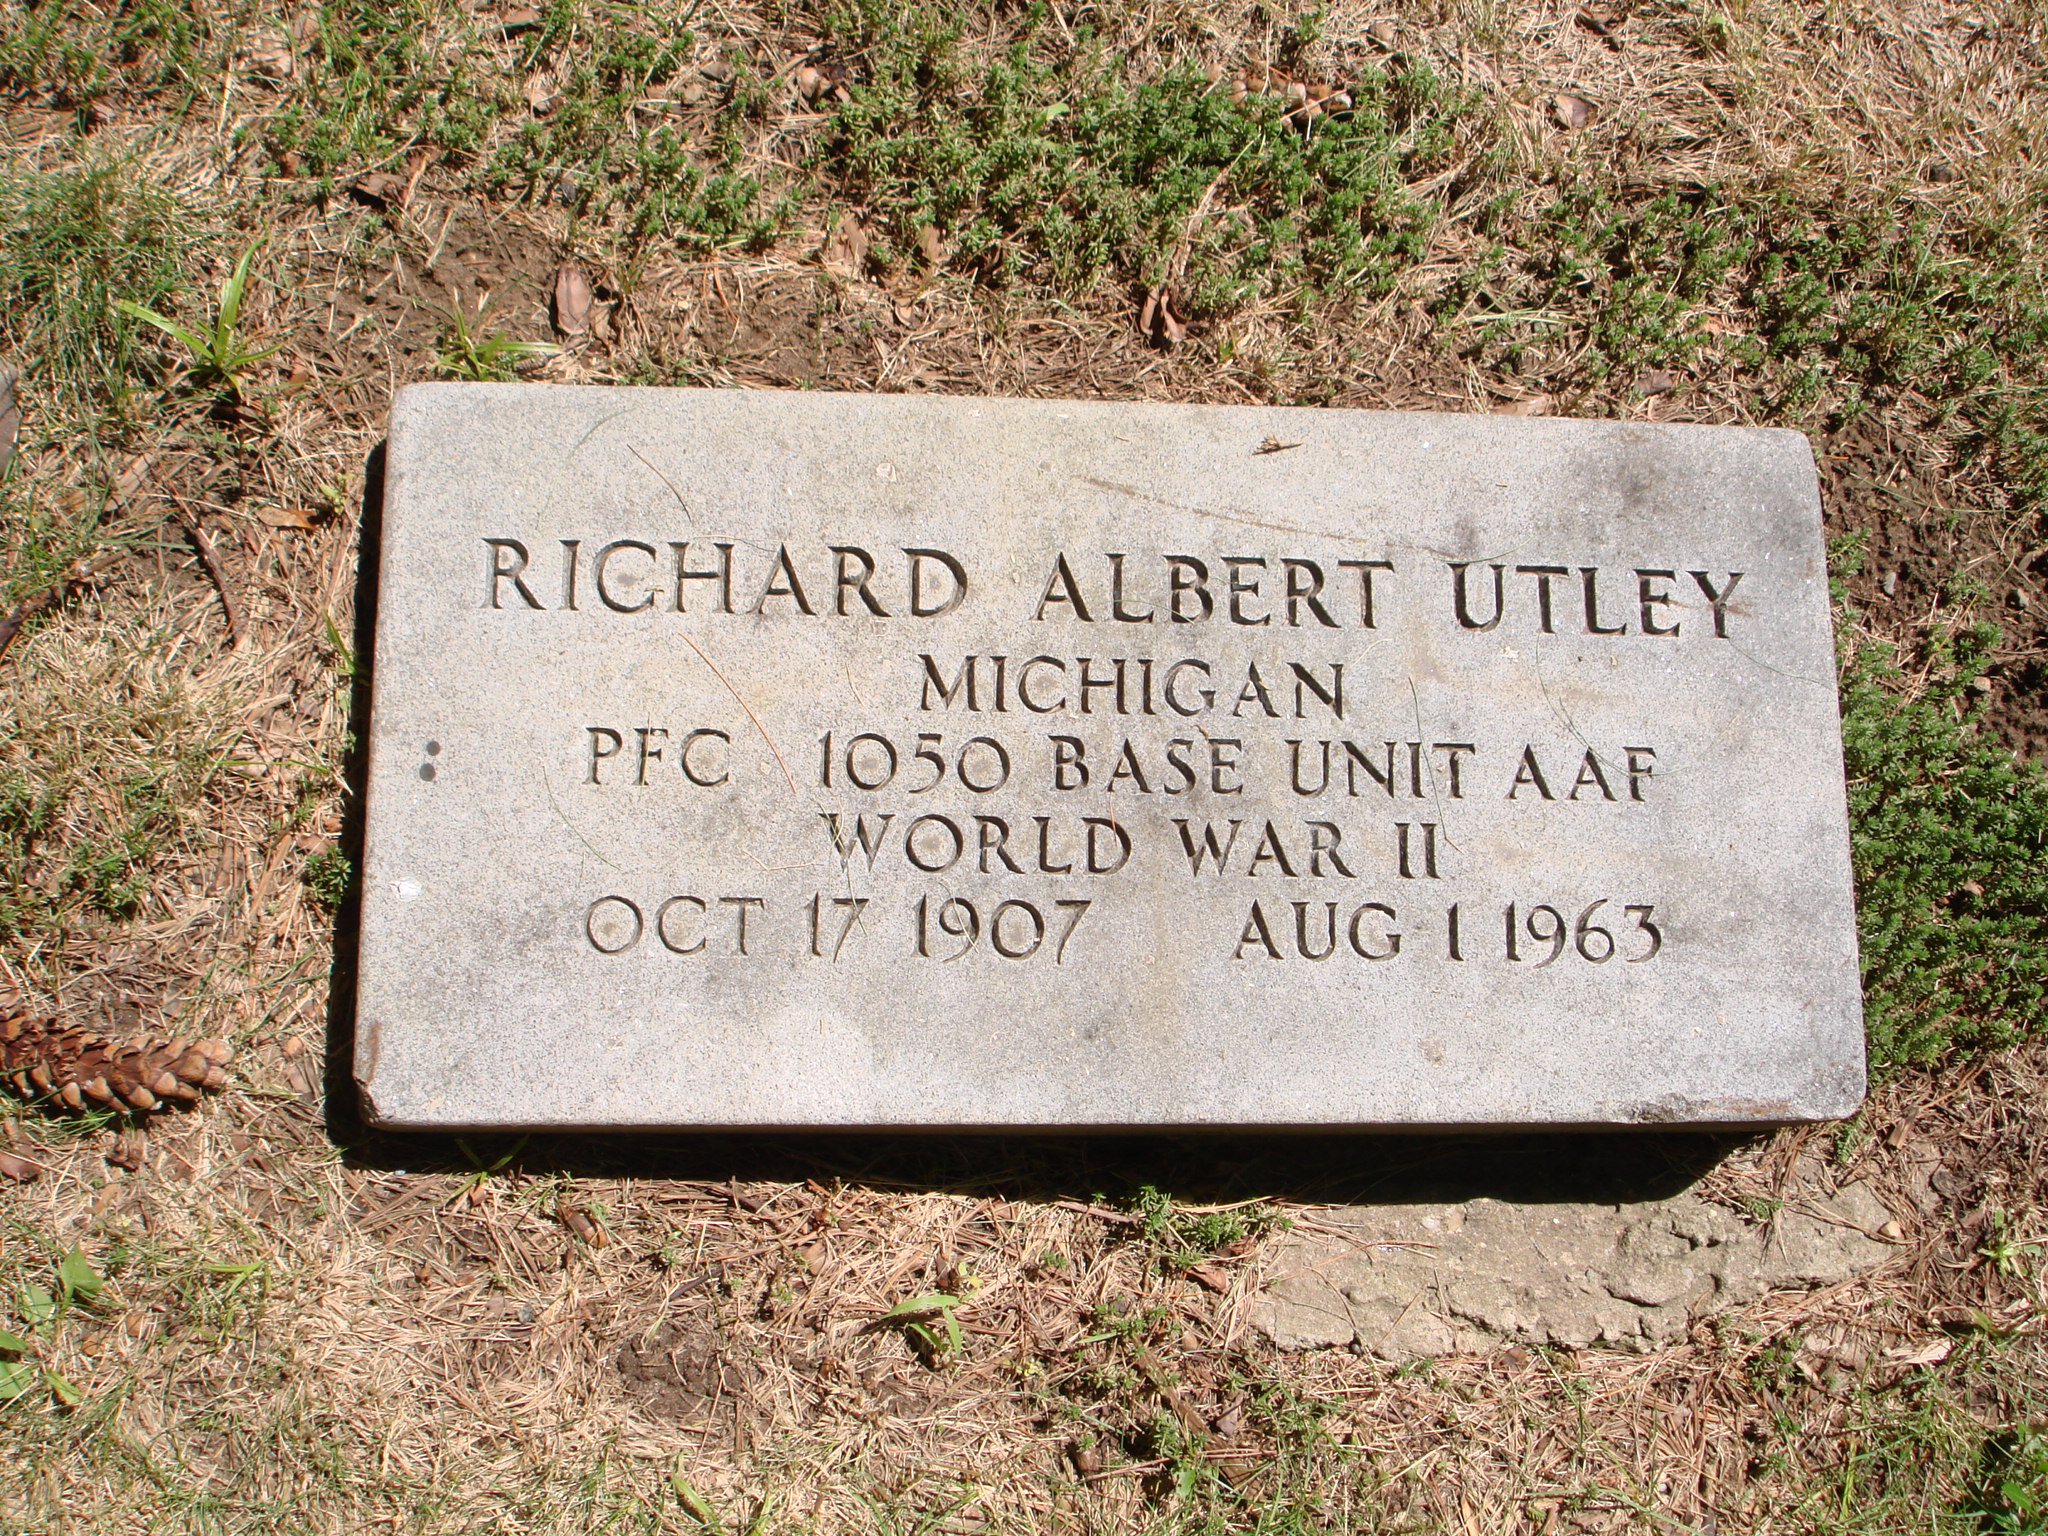 RICHARD ALBERT UTLEY
MICHIGAN
PFC 1050 BASE UNIT AAF
WORLD WAR II
OCT 17 1907 AUG 1 1963